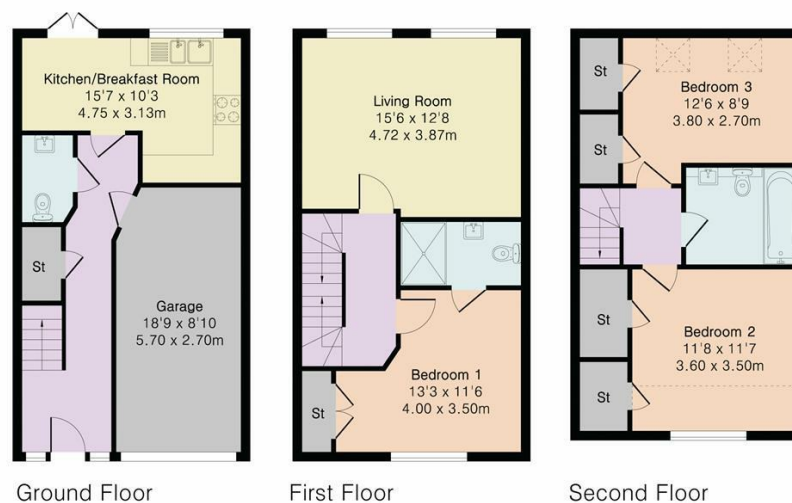 Kitchen/Breakfast Room
15'7 x 10'3
4.75 x 3.13m
St
Garage
18'9 x 8'10
5.70 x 2.70m
Ground Floor
Living Room
15'6 x 12'8
4.72 x 3.87m
Bedroom 1
13'3 x 11'6
4.00 x 3.50m
St
First Floor
St
Bedroom 3
12'6 x 8'9
3.80 x 2.70m
St
St
Bedroom 2
11'8 x 11'7
3.60 x 3.50m
St
Second Floor